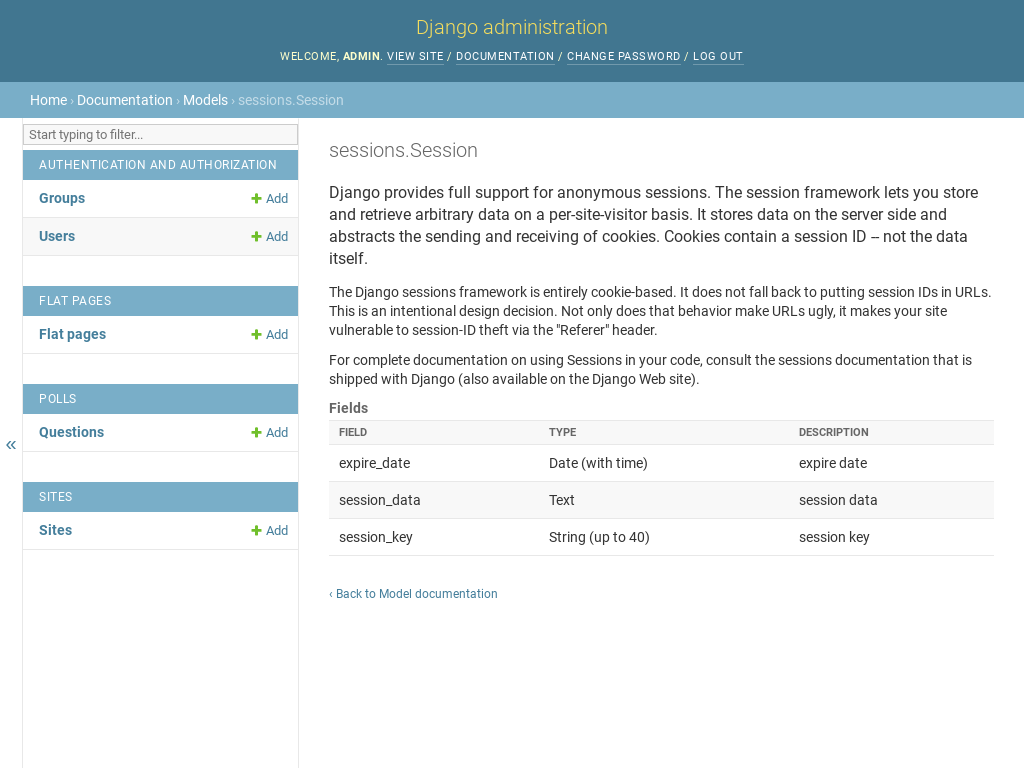 Django administration
WELCOME, ADMIN. VIEW SITE / DOCUMENTATION / CHANGE PASSWORD / LOG OUT
Home › Documentation › Models › sessions.Session
Start typing to filter...
AUTHENTICATION AND AUTHORIZATION
Groups Add
Users Add
FLAT PAGES
Flat pages Add
POLLS
Questions Add
SITES
Sites Add
«
sessions.Session
Django provides full support for anonymous sessions. The session framework lets you store
and retrieve arbitrary data on a per-site-visitor basis. It stores data on the server side and
abstracts the sending and receiving of cookies. Cookies contain a session ID -- not the data
itself.
The Django sessions framework is entirely cookie-based. It does not fall back to putting session IDs in URLs.
This is an intentional design decision. Not only does that behavior make URLs ugly, it makes your site
vulnerable to session-ID theft via the "Referer" header.
For complete documentation on using Sessions in your code, consult the sessions documentation that is
shipped with Django (also available on the Django Web site).
Fields
FIELD TYPE DESCRIPTION
expire_date Date (with time) expire date
session_data Text session data
session_key String (up to 40) session key
‹ Back to Model documentation